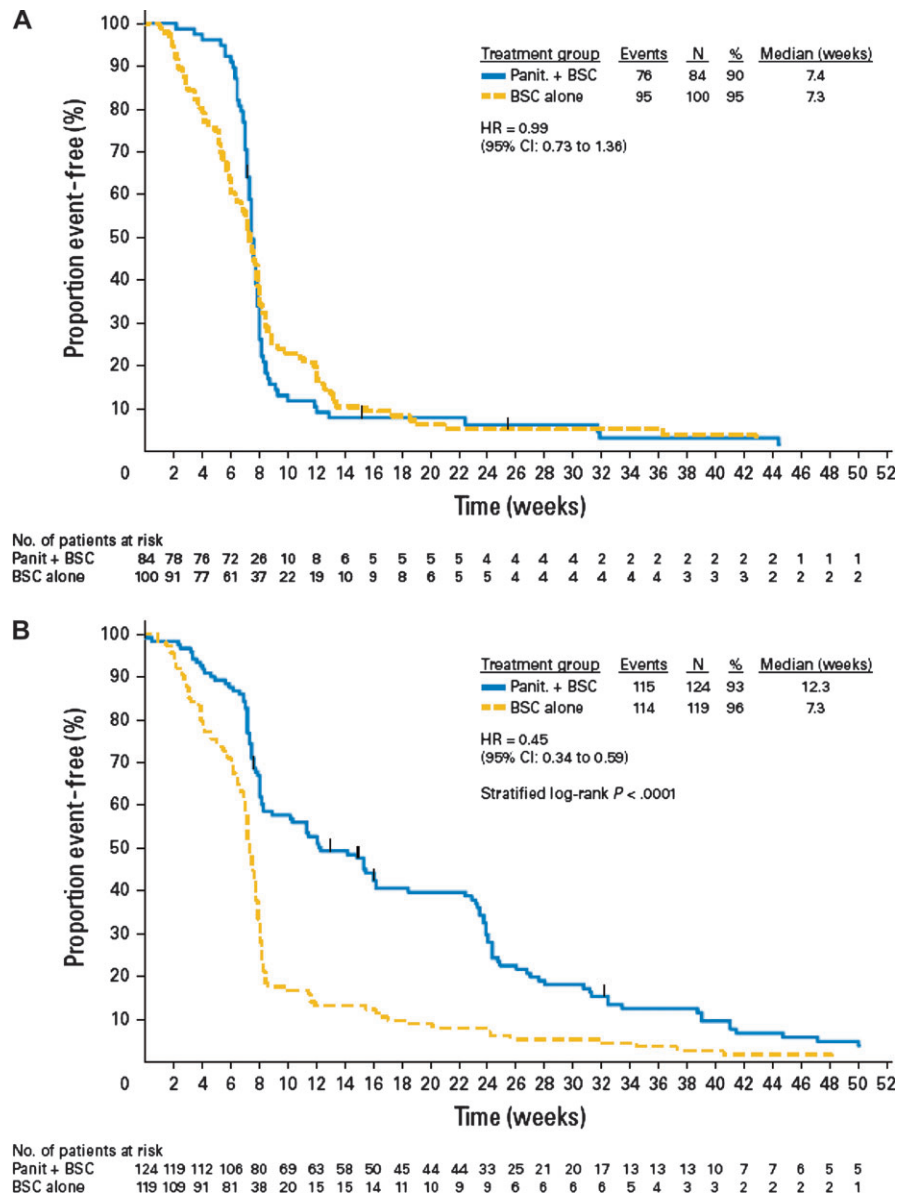 A
Proportion event-free (%)
100
90
80
70
60
50
40
30
20
10
Treatment group Events N % Median (weeks)
Panit. + BSC 76 84 90 7.4
BSC alone 95 100 95 7.3
HR = 0.99
(95% CI: 0.73 to 1.36)
0 2 4 6 8 10 12 14 16 18 20 22 24 26 28 30 32 34 36 38 40 42 44 46 48 50 52
Time (weeks)
No. of patients at risk
Panit + BSC 84 78 76 72 26 10 8 6 5 5 5 5 4 4 4 4 2 2 2 2 2 2 2 1 1 1
BSC alone 100 91 77 61 37 22 19 10 9 8 6 5 5 4 4 4 4 4 4 3 3 3 2 2 2 2
B
Proportion event-free (%)
100
90
80
70
60
50
40
30
20
10
Treatment group Events N % Median (weeks)
Panit. + BSC 115 124 93 12.3
BSC alone 114 119 96 7.3
HR = 0.45
(95% CI: 0.34 to 0.59)
Stratified log-rank P < .0001
0 2 4 6 8 10 12 14 16 18 20 22 24 26 28 30 32 34 36 38 40 42 44 46 48 50 52
Time (weeks)
No. of patients at risk
Panit + BSC 124 119 112 106 80 69 63 58 50 45 44 44 33 25 21 20 17 13 13 13 10 7 7 6 5 5
BSC alone 119 109 91 81 38 20 15 15 14 11 10 9 9 6 6 6 6 5 4 3 3 2 2 2 2 1